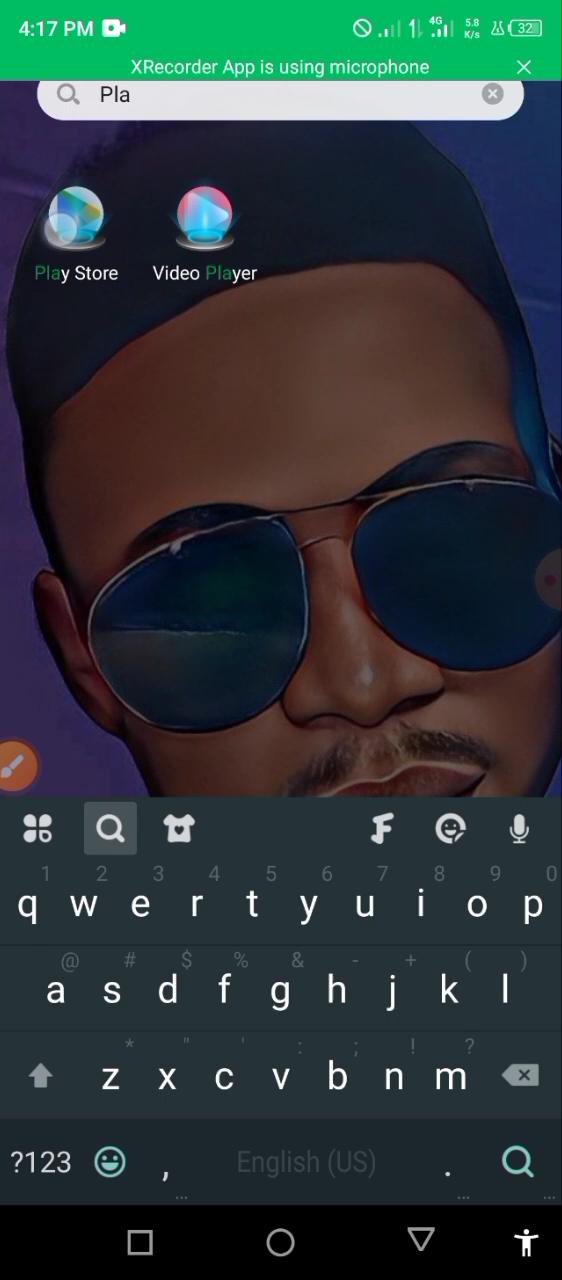 4:17 PM 4G 5.8 K/s 32
XRecorder App is using microphone
Pla
Play Store Video Player
1 2 3 4 5 6 7 8 9 0
q w e r t y u i o p
@ # $ % & - + ( )
a s d f g h j k l
* " ' : ; ! ?
z x c v b n m
?123 , English (US) .